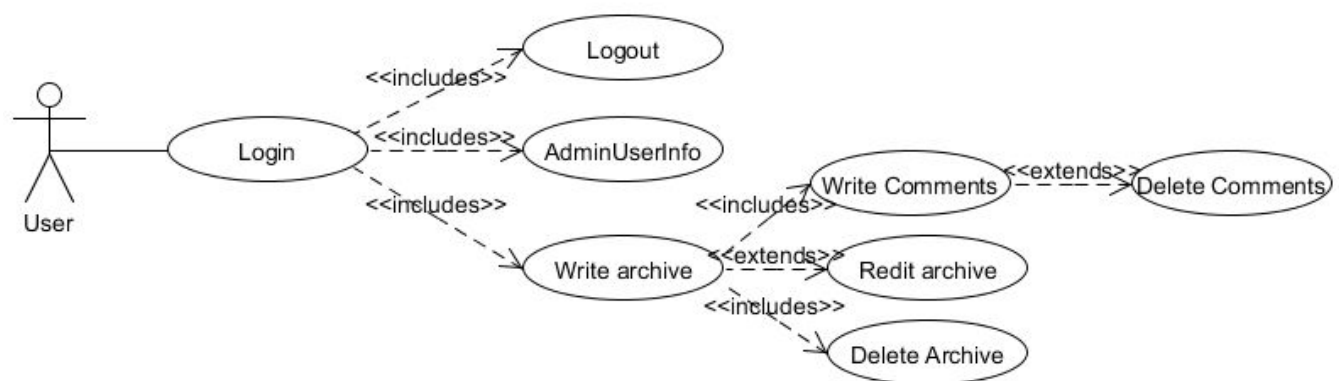 Logout
<<includes>>
Login
<<includes>>
AdminUserInfo
User
<<includes>>
Write archive
<<includes>>
Write Comments
<<extends>>
Delete Comments
<<extends>>
Redit archive
<<includes>>
Delete Archive